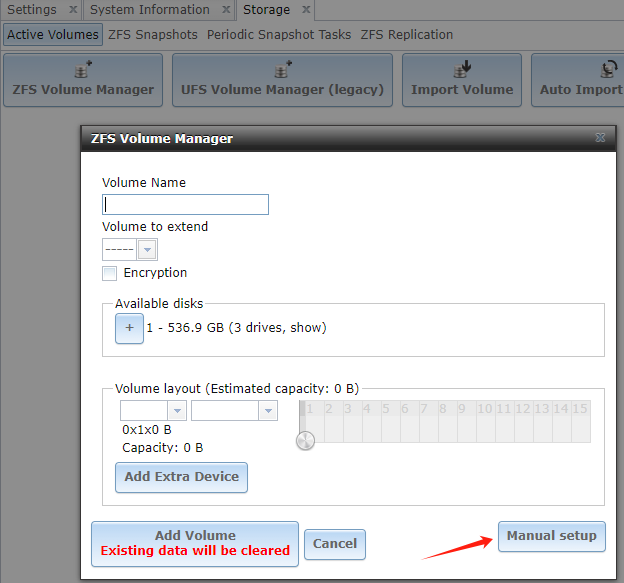 Settings
System Information
Storage
Active Volumes
ZFS Snapshots
Periodic Snapshot Tasks
ZFS Replication
ZFS Volume Manager
UFS Volume Manager (legacy)
Import Volume
Auto Import
ZFS Volume Manager
Volume Name
Volume to extend
-----
Encryption
Available disks
+
1 - 536.9 GB (3 drives, show)
Volume layout (Estimated capacity: 0 B)
1 2 3 4 5 6 7 8 9 10 11 12 13 14 15
0x1x0 B
Capacity: 0 B
Add Extra Device
Add Volume
Existing data will be cleared
Cancel
Manual setup